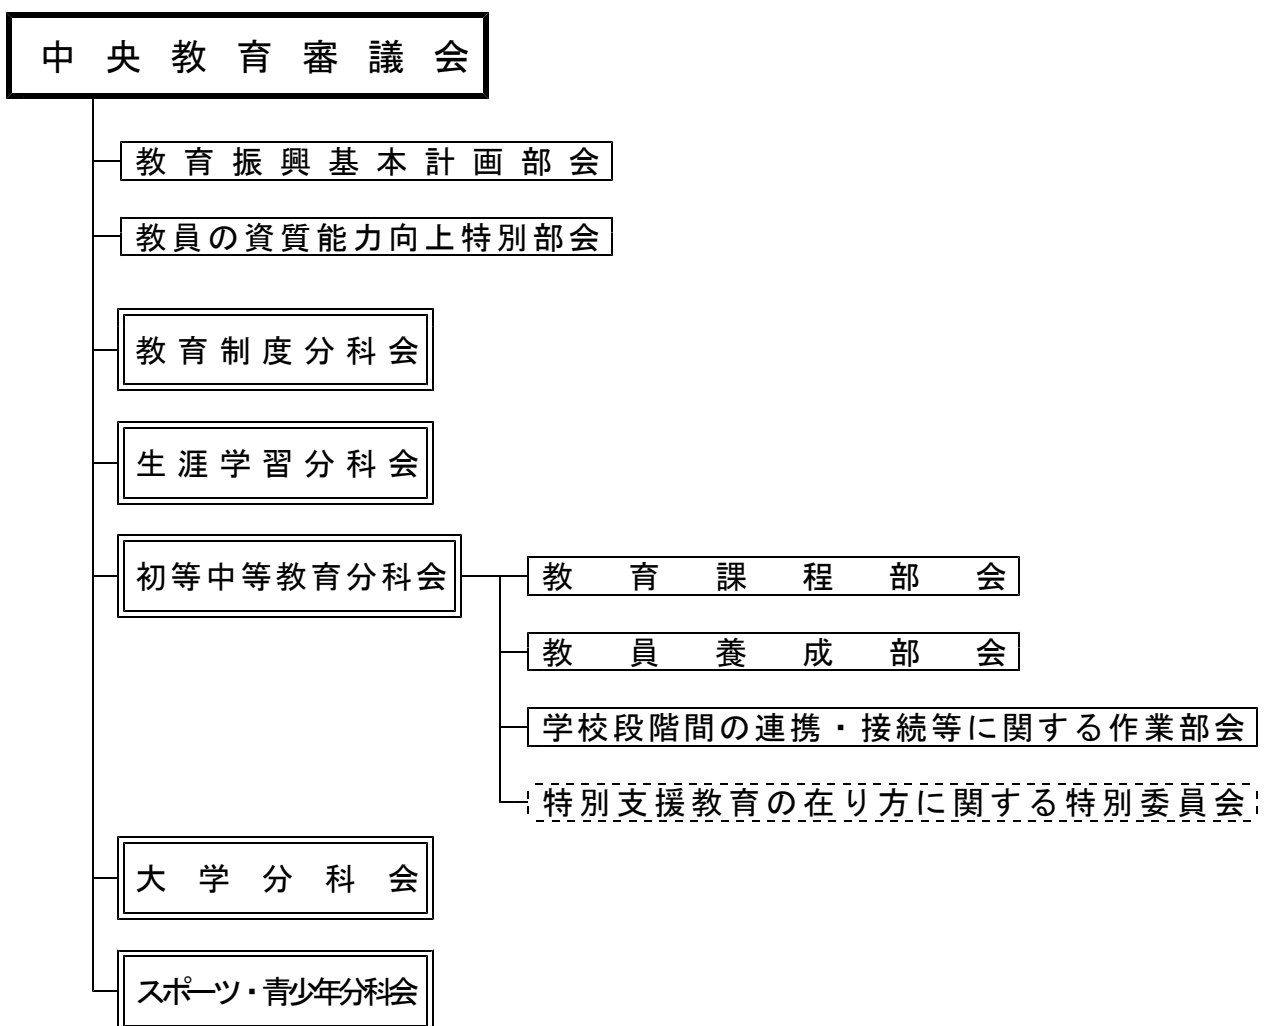 中央教育審議会
教育振興基本計画部会
教員の資質能力向上特別部会
教育制度分科会
生涯学習分科会
初等中等教育分科会
教育課程部会
教員養成部会
学校段階間の連携・接続等に関する作業部会
特別支援教育の在り方に関する特別委員会
大学分科会
スポーツ・青少年分科会